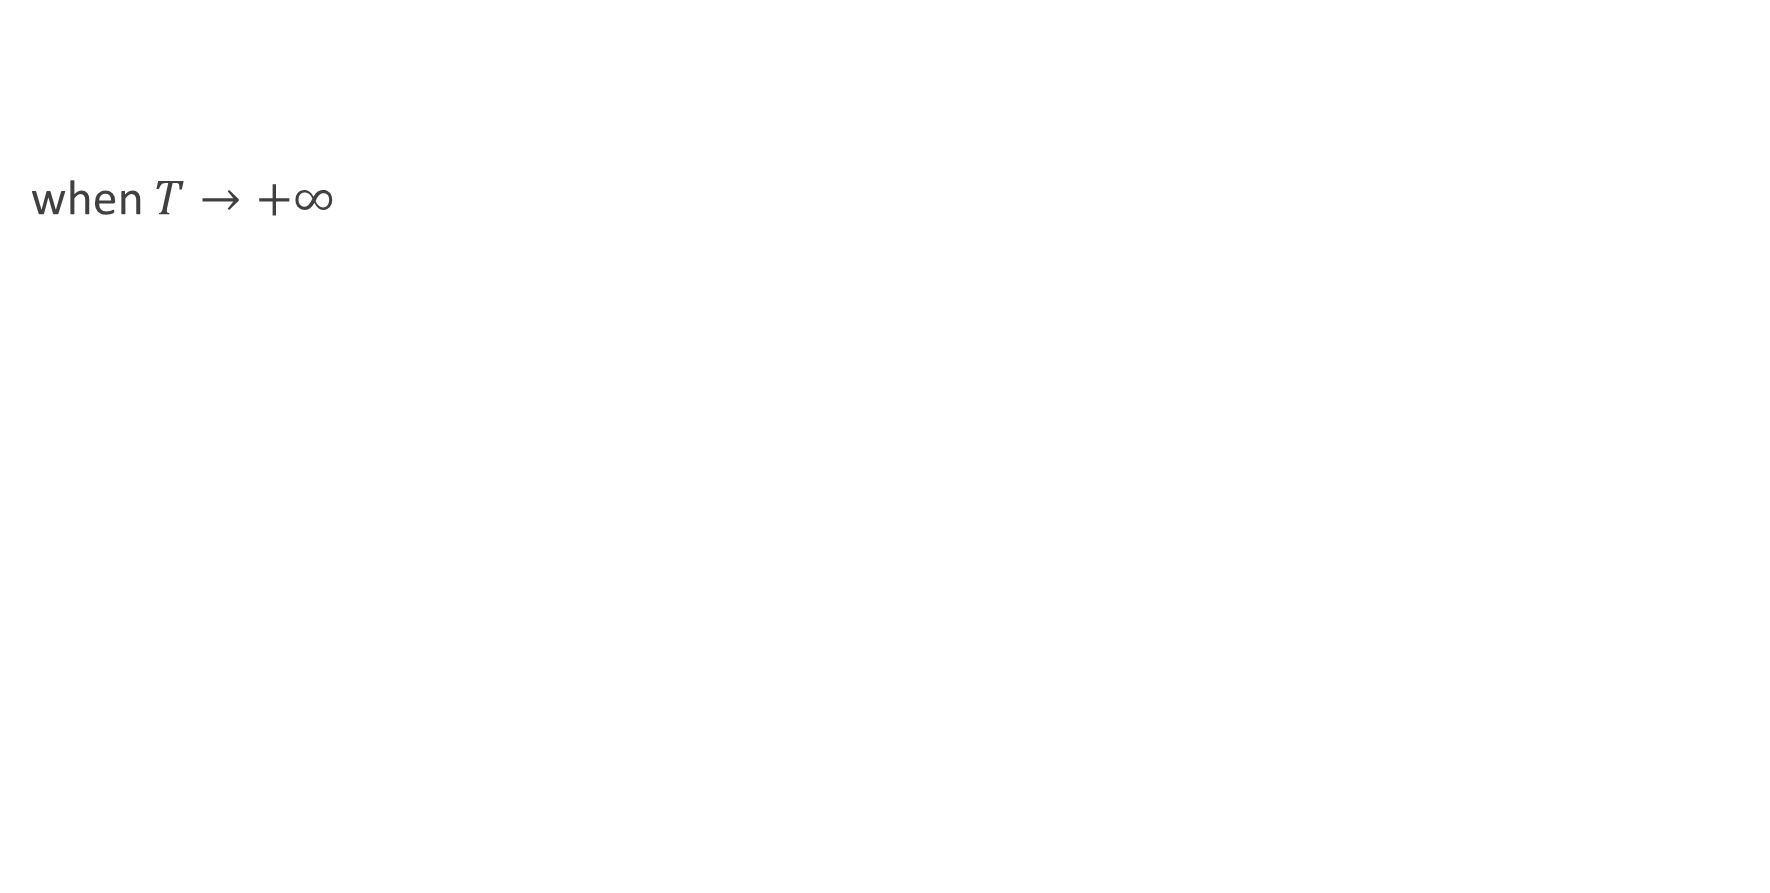 when T → +∞